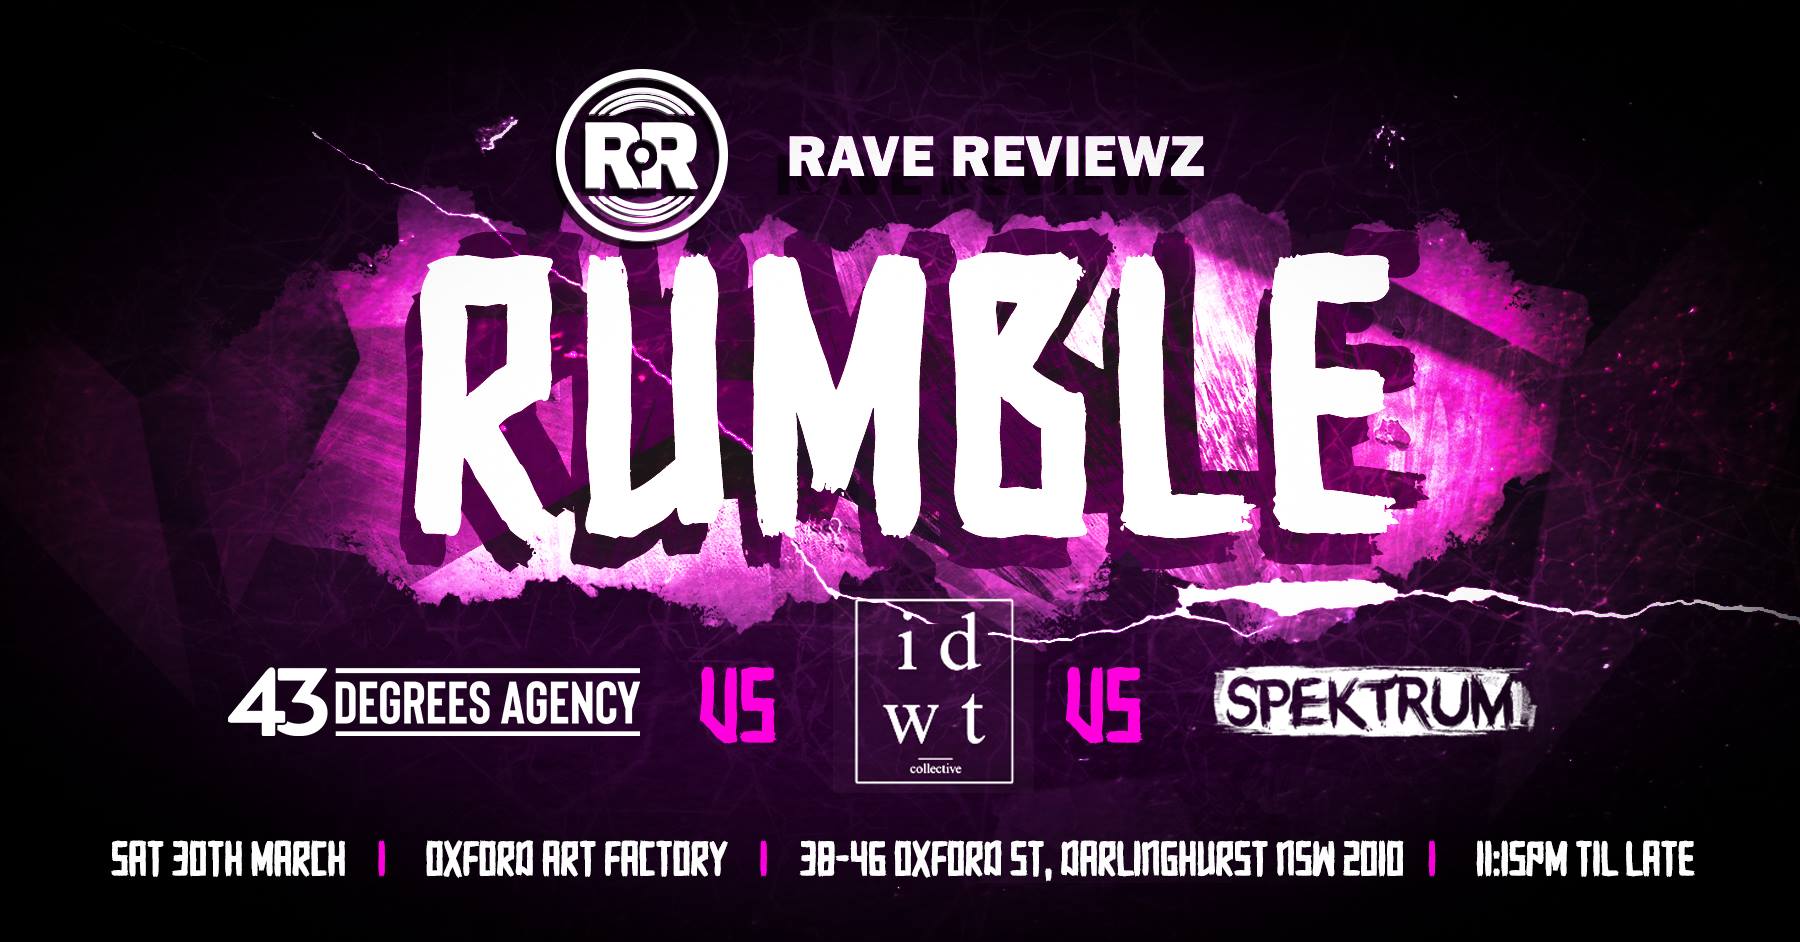 RR
RAVE REVIEWZ
RUMBLE
43 DEGREES AGENCY
VS
i d
w t
collective
VS
SPEKTRUM
SAT 30TH MARCH | OXFORD ART FACTORY | 38-46 OXFORD ST, DARLINGHURST NSW 2010 | 11:15PM TIL LATE